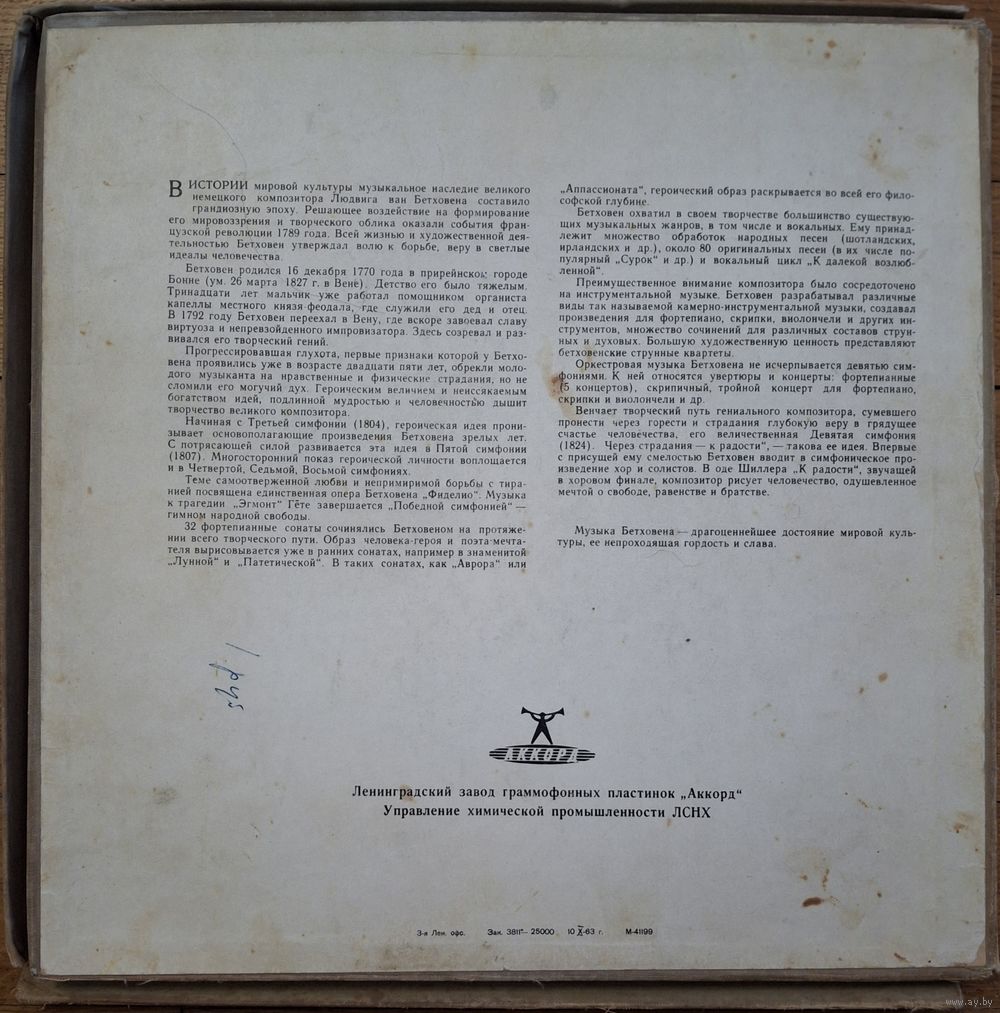 В ИСТОРИИ мировой культуры музыкальное наследие великого
немецкого композитора Людвига ван Бетховена составило
грандиозную эпоху. Решающее воздействие на формирование
его мировоззрения и творческого облика оказали события фран-
цузской революции 1789 года. Всей жизнью и художественной дея-
тельностью Бетховен утверждал волю к борьбе, веру в светлые
идеалы человечества.
Бетховен родился 16 декабря 1770 года в прирейнском городе
Бонне (ум. 26 марта 1827 г. в Вене). Детство его было тяжелым.
Тринадцати лет мальчик уже работал помощником органиста
капеллы местного князя-феодала, где служили его дед и отец.
В 1792 году Бетховен переехал в Вену, где вскоре завоевал славу
виртуоза и непревзойденного импровизатора. Здесь созревал и раз-
вивался его творческий гений.
Прогрессировавшая глухота, первые признаки которой у Бетхо-
вена проявились уже в возрасте двадцати пяти лет, обрекли моло-
дого музыканта на нравственные и физические страдания, но не
сломили его могучий дух. Героическим величием и неиссякаемым
богатством идей, подлинной мудростью и человечностью дышит
творчество великого композитора.
Начиная с Третьей симфонии (1804), героическая идея прони-
зывает основополагающие произведения Бетховена зрелых лет.
С потрясающей силой развивается эта идея в Пятой симфонии
(1807). Многосторонний показ героической личности воплощается
и в Четвертой, Седьмой, Восьмой симфониях.
Теме самоотверженной любви и непримиримой борьбы с тира-
нией посвящена единственная опера Бетховена „Фиделио“. Музыка
к трагедии „Эгмонт“ Гёте завершается „Победной симфонией“ —
гимном народной свободы.
32 фортепианные сонаты сочинялись Бетховеном на протяже-
нии всего творческого пути. Образ человека-героя и поэта-мечта-
теля вырисовывается уже в ранних сонатах, например в знаменитой
„Лунной“ и „Патетической“. В таких сонатах, как „Аврора“ или
„Аппассионата“, героический образ раскрывается во всей его фило-
софской глубине.
Бетховен охватил в своем творчестве большинство существую-
щих музыкальных жанров, в том числе и вокальных. Ему принад-
лежит множество обработок народных песен (шотландских,
ирландских и др.), около 80 оригинальных песен (в их числе по-
пулярный „Сурок“ и др.) и вокальный цикл „К далекой возлюб-
ленной“.
Преимущественное внимание композитора было сосредоточено
на инструментальной музыке. Бетховен разрабатывал различные
виды так называемой камерно-инструментальной музыки, создавал
произведения для фортепиано, скрипки, виолончели и других ин-
струментов, множество сочинений для различных составов струн-
ных и духовых. Большую художественную ценность представляют
бетховенские струнные квартеты.
Оркестровая музыка Бетховена не исчерпывается девятью сим-
фониями. К ней относятся увертюры и концерты: фортепианные
(5 концертов), скрипичный, тройной концерт для фортепиано,
скрипки и виолончели и др.
Венчает творческий путь гениального композитора, сумевшего
пронести через горести и страдания глубокую веру в грядущее
счастье человечества, его величественная Девятая симфония
(1824). Через страдания — к радости“, — такова ее идея. Впервые
с присущей ему смелостью Бетховен вводит в симфоническое про-
изведение хор и солистов. В оде Шиллера „К радости“, звучащей
в хоровом финале, композитор рисует человечество, одушевленное
мечтой о свободе, равенстве и братстве.
Музыка Бетховена — драгоценнейшее достояние мировой куль-
туры, ее непроходящая гордость и слава.
АККОРД
Ленинградский завод граммофонных пластинок „Аккорд“
Управление химической промышленности ЛСНХ
3-я Лен. офс. Зак. 3811 — 25000 10 X-63 г. М-41199
www.ay.by